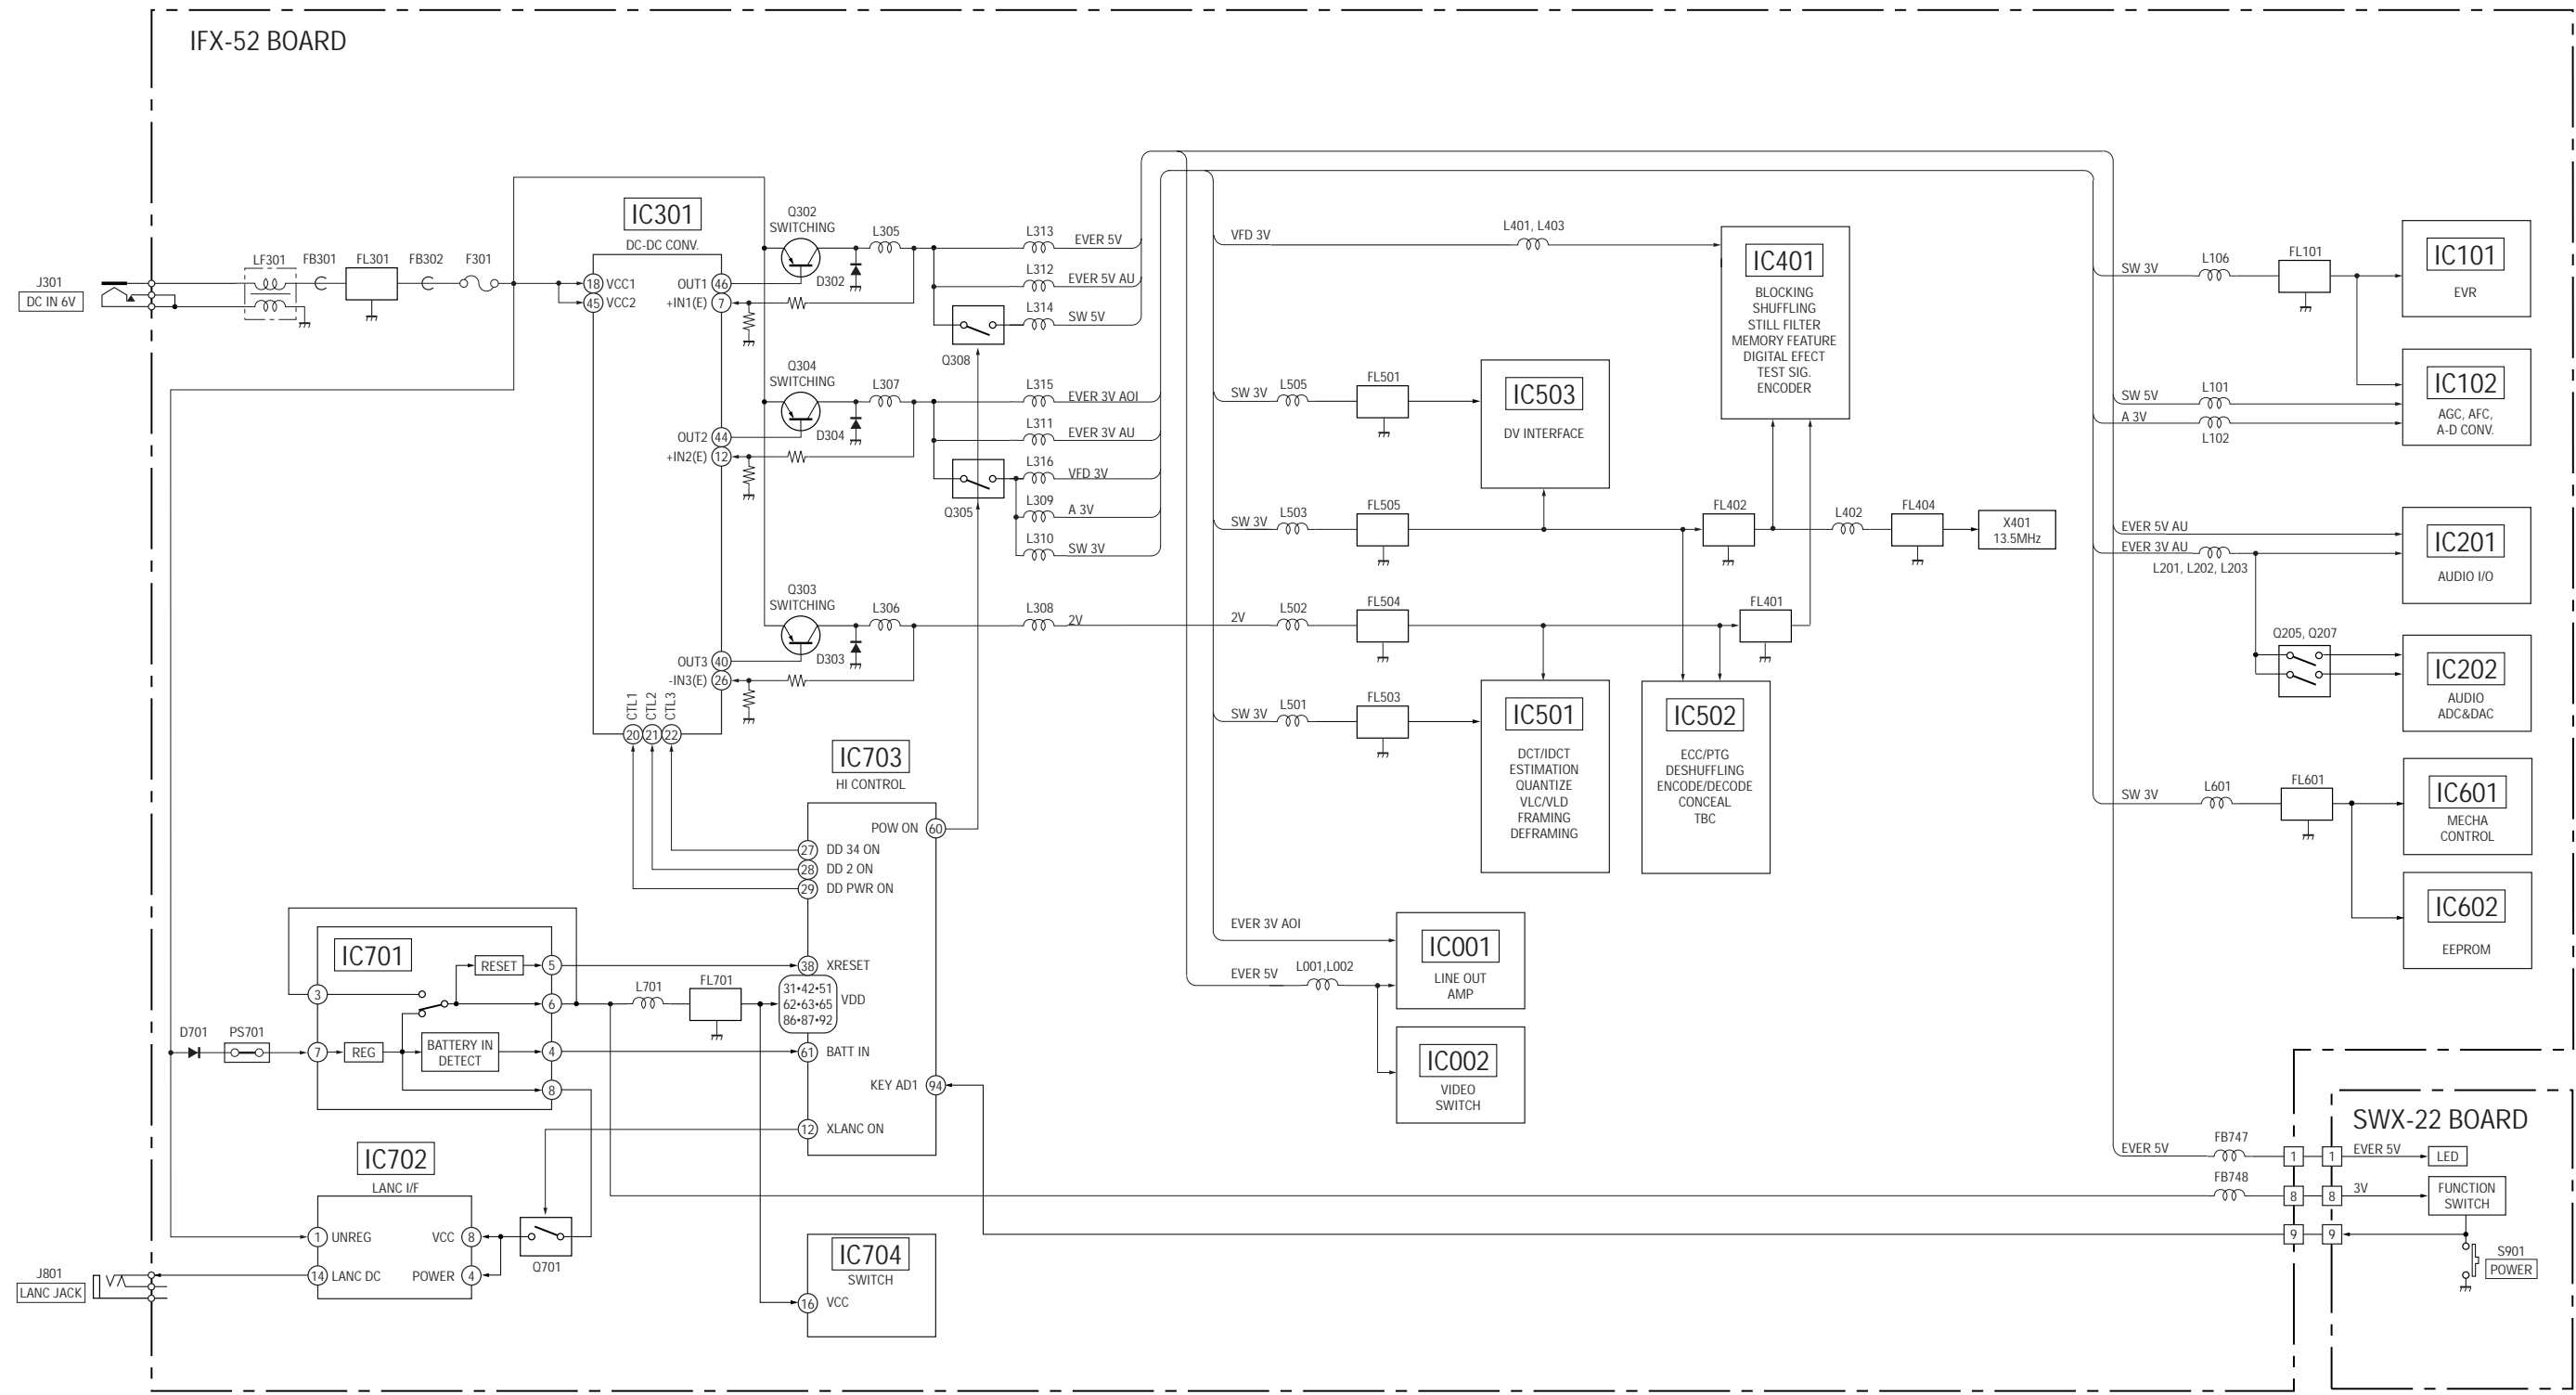 IFX-52 BOARD
J301
DC IN 6V
LF301
FB301
FL301
FB302
F301
IC301
DC-DC CONV.
18 VCC1
45 VCC2
OUT1 46
+IN1(E) 7
OUT2 44
+IN2(E) 12
OUT3 40
-IN3(E) 26
CTL1
CTL2
CTL3
20 21 22
Q302
SWITCHING
D302
L305
L313
EVER 5V
L312
EVER 5V AU
L314
SW 5V
Q308
Q304
SWITCHING
D304
L307
L315
EVER 3V AOI
L311
EVER 3V AU
L316
VFD 3V
L309
A 3V
L310
SW 3V
Q305
Q303
SWITCHING
D303
L306
L308
2V
IC703
HI CONTROL
POW ON 60
27 DD 34 ON
28 DD 2 ON
29 DD PWR ON
38 XRESET
31•42•51
62•63•65
86•87•92
VDD
61 BATT IN
KEY AD1 94
12 XLANC ON
IC701
RESET
5
3
6
D701
PS701
7
REG
BATTERY IN
DETECT
4
8
L701
FL701
IC702
LANC I/F
1 UNREG
VCC 8
14 LANC DC
POWER 4
Q701
J801
LANC JACK
IC704
SWITCH
16 VCC
VFD 3V
L401, L403
IC401
BLOCKING
SHUFFLING
STILL FILTER
MEMORY FEATURE
DIGITAL EFECT
TEST SIG.
ENCODER
SW 3V
L505
FL501
IC503
DV INTERFACE
SW 3V
L503
FL505
FL402
L402
FL404
X401
13.5MHz
2V
L502
FL504
FL401
SW 3V
L501
FL503
IC501
DCT/IDCT
ESTIMATION
QUANTIZE
VLC/VLD
FRAMING
DEFRAMING
IC502
ECC/PTG
DESHUFFLING
ENCODE/DECODE
CONCEAL
TBC
EVER 3V AOI
IC001
LINE OUT
AMP
EVER 5V
L001,L002
IC002
VIDEO
SWITCH
SW 3V
L106
FL101
IC101
EVR
SW 5V
L101
A 3V
L102
IC102
AGC, AFC,
A-D CONV.
EVER 5V AU
EVER 3V AU
L201, L202, L203
IC201
AUDIO I/O
Q205, Q207
IC202
AUDIO
ADC&DAC
SW 3V
L601
FL601
IC601
MECHA
CONTROL
IC602
EEPROM
SWX-22 BOARD
EVER 5V
FB747
1
1
EVER 5V
LED
FB748
8
8
3V
FUNCTION
SWITCH
9
9
S901
POWER